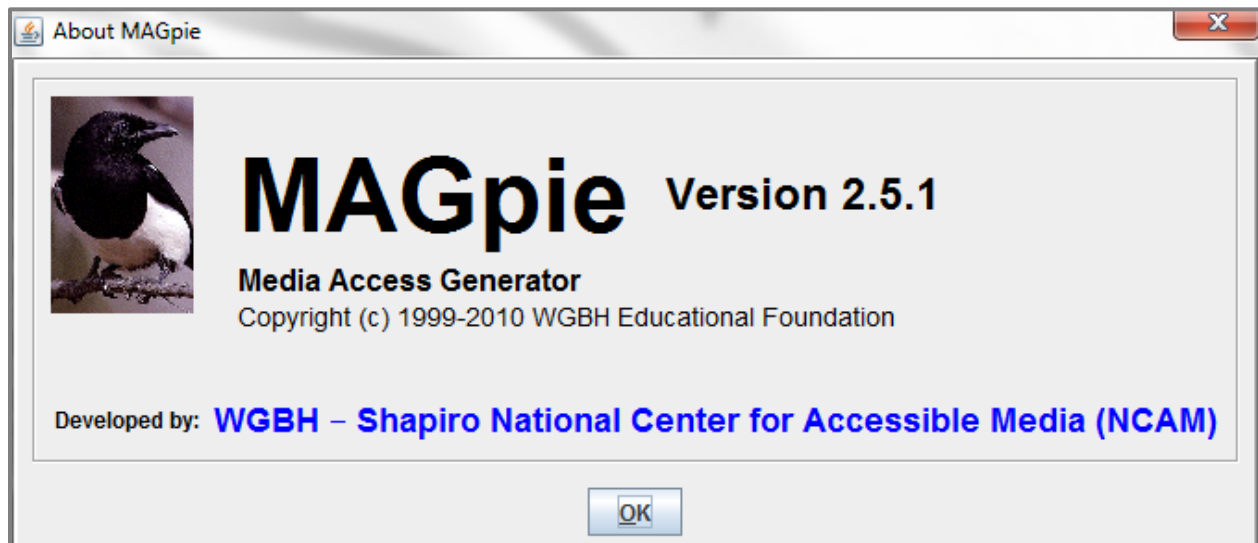 About MAGpie
MAGpie Version 2.5.1
Media Access Generator
Copyright (c) 1999-2010 WGBH Educational Foundation
Developed by: WGBH – Shapiro National Center for Accessible Media (NCAM)
OK